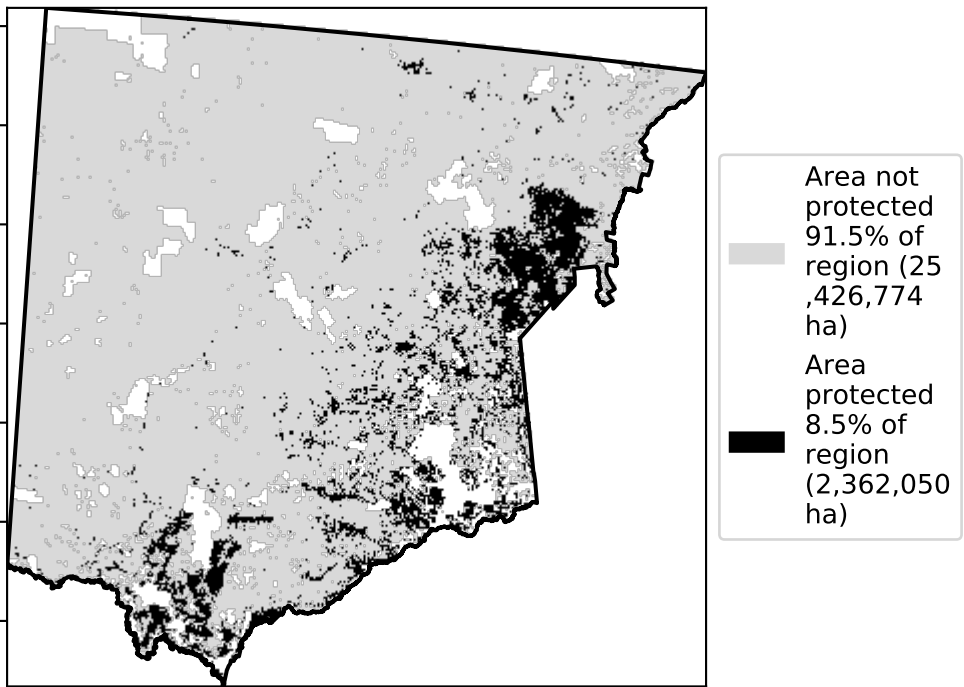 Area not
protected
91.5% of
region (25
,426,774
ha)
Area
protected
8.5% of
region
(2,362,050
ha)